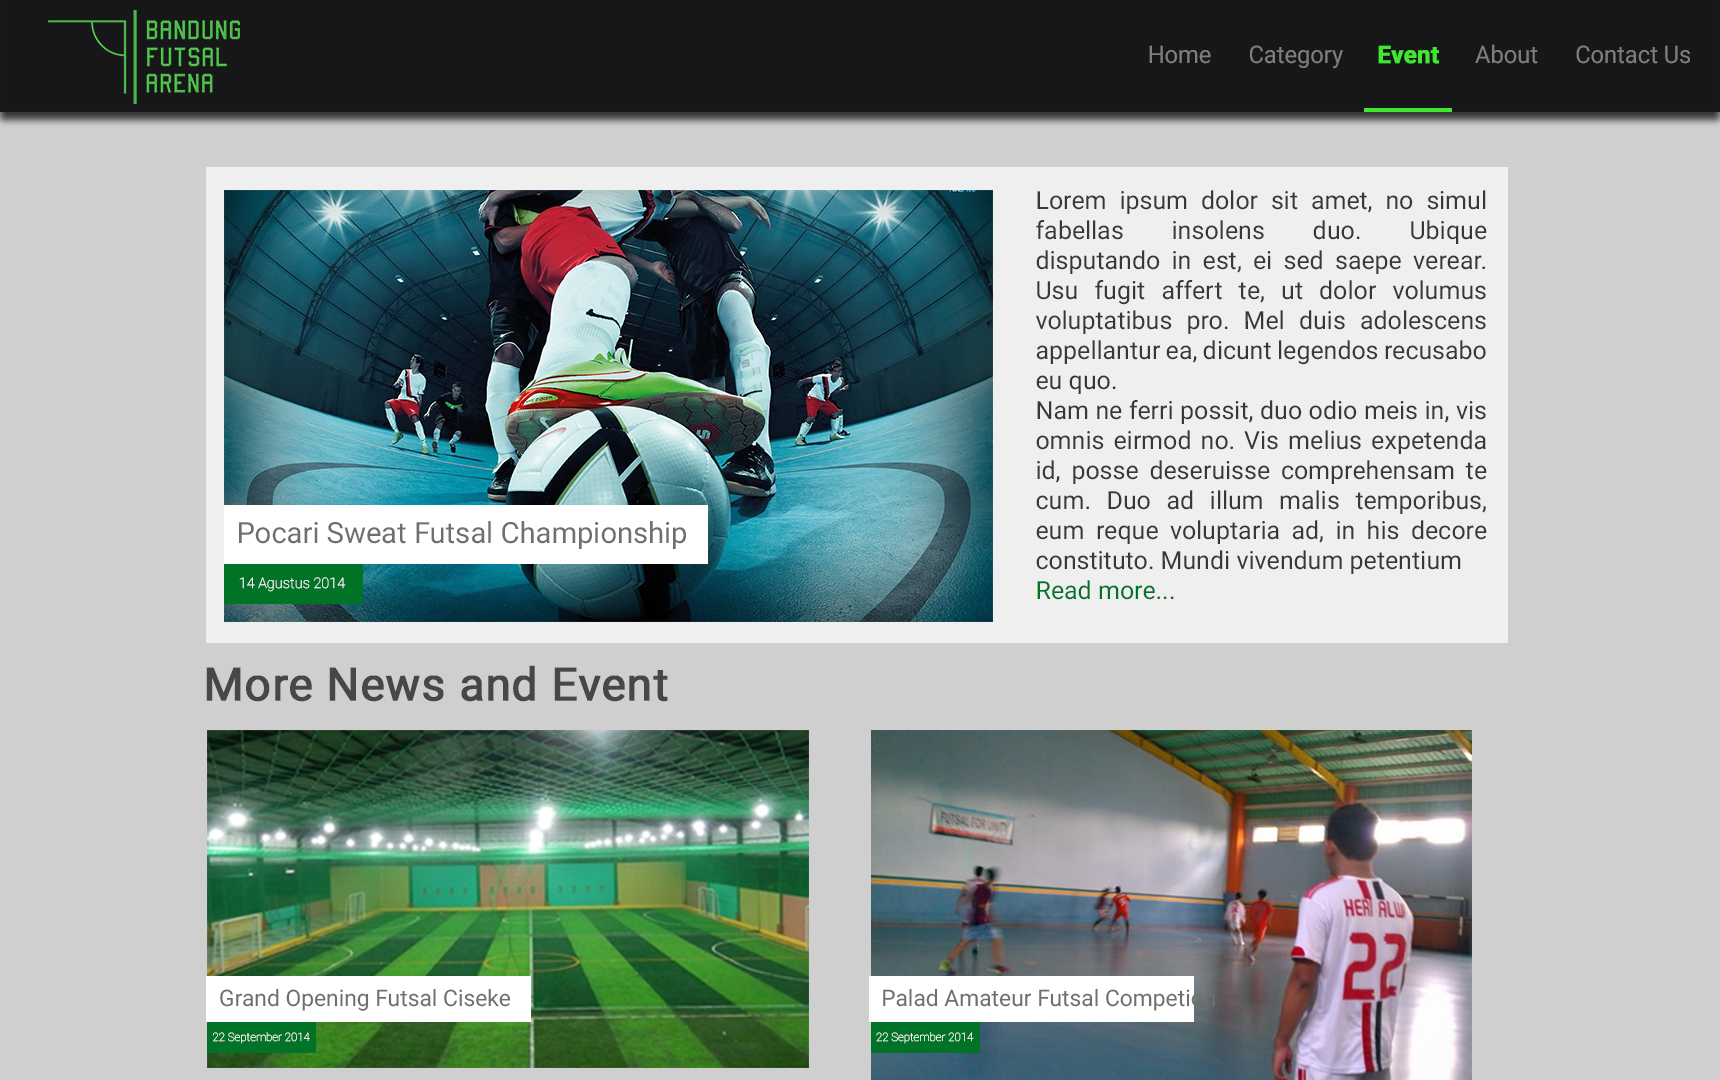 BANDUNG
FUTSAL
ARENA
Home Category Event About Contact Us
Lorem ipsum dolor sit amet, no simul
fabellas insolens duo. Ubique
disputando in est, ei sed saepe verear.
Usu fugit affert te, ut dolor volumus
voluptatibus pro. Mel duis adolescens
appellantur ea, dicunt legendos recusabo
eu quo.
Nam ne ferri possit, duo odio meis in, vis
omnis eirmod no. Vis melius expetenda
id, posse deseruisse comprehensam te
cum. Duo ad illum malis temporibus,
eum reque voluptaria ad, in his decore
constituto. Mundi vivendum petentium
Read more...
Pocari Sweat Futsal Championship
14 Agustus 2014
More News and Event
FUTSAL FOR UNITY
HERI ALWI
22
Grand Opening Futsal Ciseke
22 September 2014
Palad Amateur Futsal Competion
22 September 2014